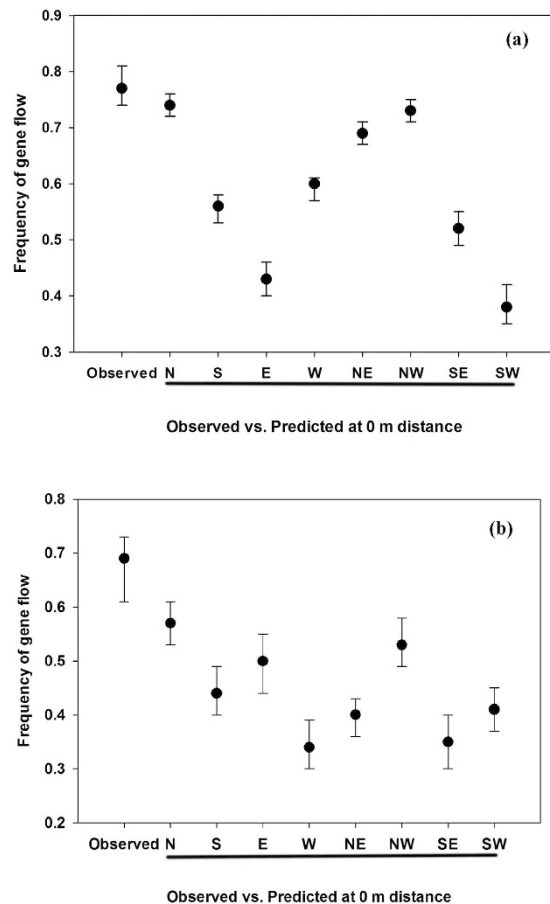 (a)
Frequency of gene flow
0.9
0.8
0.7
0.6
0.5
0.4
0.3
Observed N S E W NE NW SE SW
Observed vs. Predicted at 0 m distance
(b)
Frequency of gene flow
0.8
0.7
0.6
0.5
0.4
0.3
0.2
Observed N S E W NE NW SE SW
Observed vs. Predicted at 0 m distance